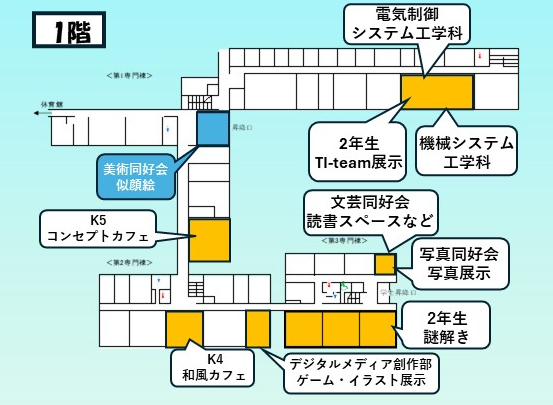 1階
電気制御
システム工学科
<第1専門棟>
体育館
昇降口
2年生
TI-team展示
機械システム
工学科
美術同好会
似顔絵
文芸同好会
読書スペースなど
K5
コンセプトカフェ
<第3専門棟>
写真同好会
写真展示
<第2専門棟>
学生昇降口
2年生
謎解き
K4
和風カフェ
デジタルメディア創作部
ゲーム・イラスト展示